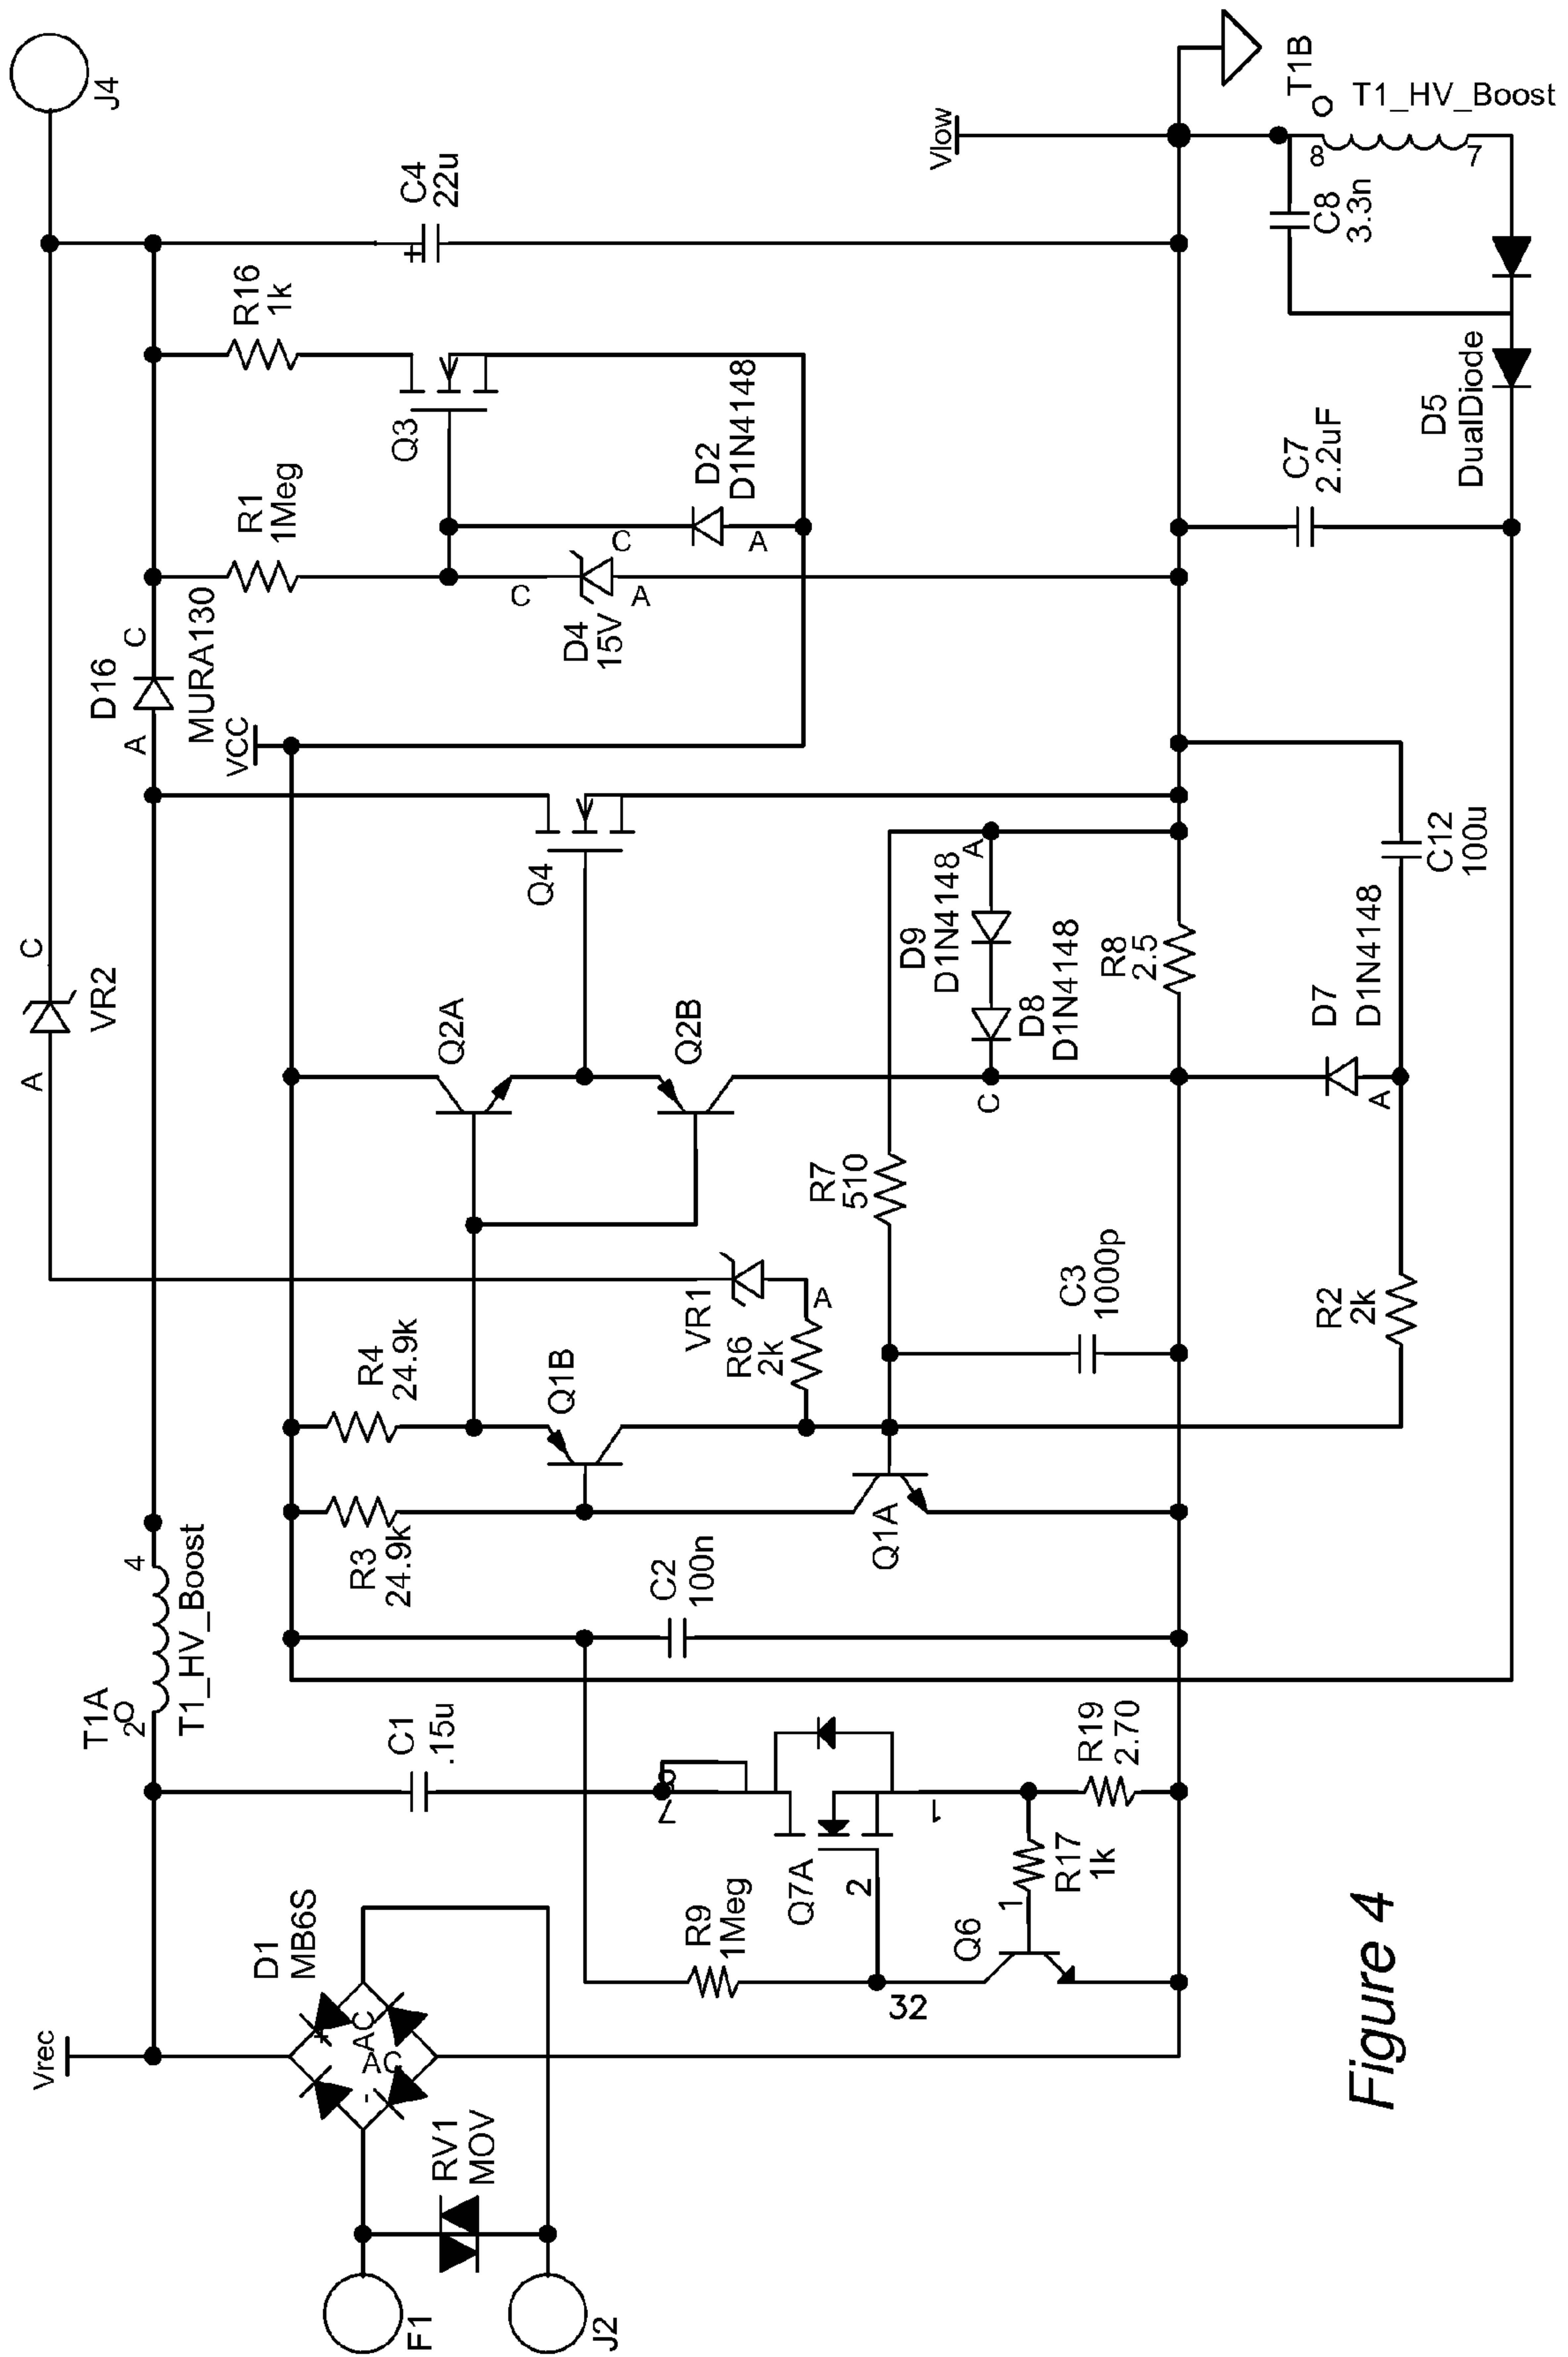 J4
C4
22u
Vlow
T1B
T1_HV_Boost
8
7
C8
3.3n
R16
1k
Q3
D2
D1N4148
A
C
R1
1Meg
C
A
D4
15V
C7
2.2uF
D5
DualDiode
D16
C
A
MURA130
VCC
Q4
D9
D1N4148
A
D8
D1N4148
C
R8
2.5
C12
100u
D7
D1N4148
A
C
VR2
A
Q2A
Q2B
R7
510
VR1
A
R6
2k
C3
1000p
R2
2k
R4
24.9k
Q1B
R3
24.9k
Q1A
C2
100n
T1A
2
4
T1_HV_Boost
C1
.15u
7
8
Q7A
2
1
R19
2.70
R17
1k
R9
1Meg
Q6
1
32
D1
MB6S
Vrec
+
AC
AC
-
RV1
MOV
F1
J2
Figure 4